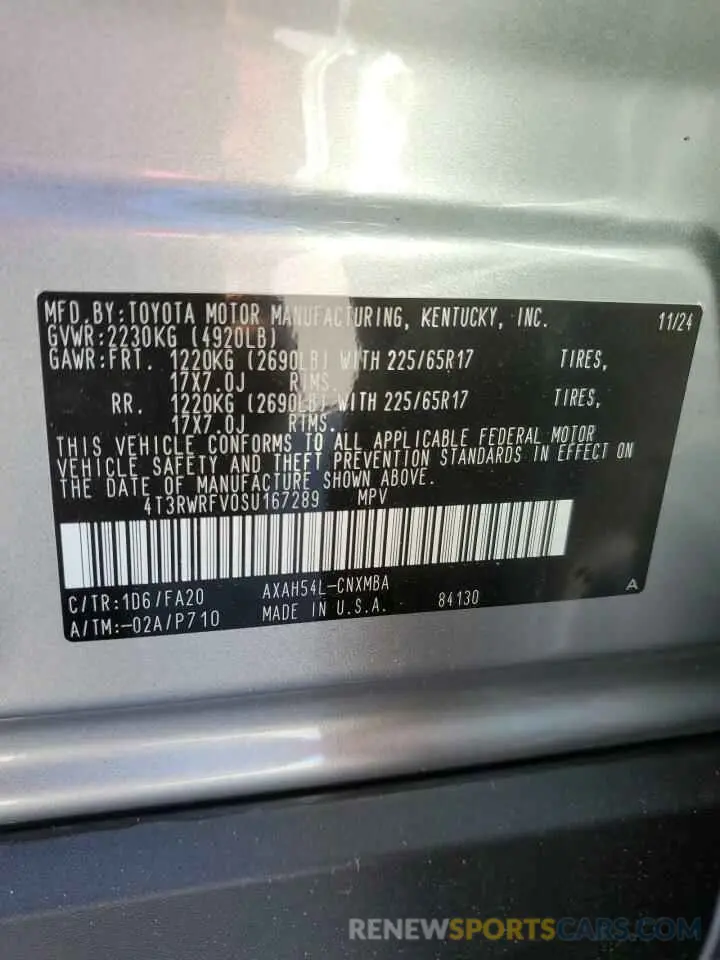 MFD.BY:TOYOTA MOTOR MANUFACTURING, KENTUCKY, INC. 11/24
GVWR:2230KG (4920LB)
GAWR:FRT. 1220KG (2690LB) WITH 225/65R17 TIRES,
17X7.0J RIMS.
RR. 1220KG (2690LB) WITH 225/65R17 TIRES,
17X7.0J RIMS.
THIS VEHICLE CONFORMS TO ALL APPLICABLE FEDERAL MOTOR
VEHICLE SAFETY AND THEFT PREVENTION STANDARDS IN EFFECT ON
THE DATE OF MANUFACTURE SHOWN ABOVE.
4T3RWRFV0SU167289 MPV
C/TR:1D6/FA20 AXAH54L-CNXMBA A
A/TM:-02A/P710 MADE IN U.S.A. 84130
RENEWSPORTSCARS.COM